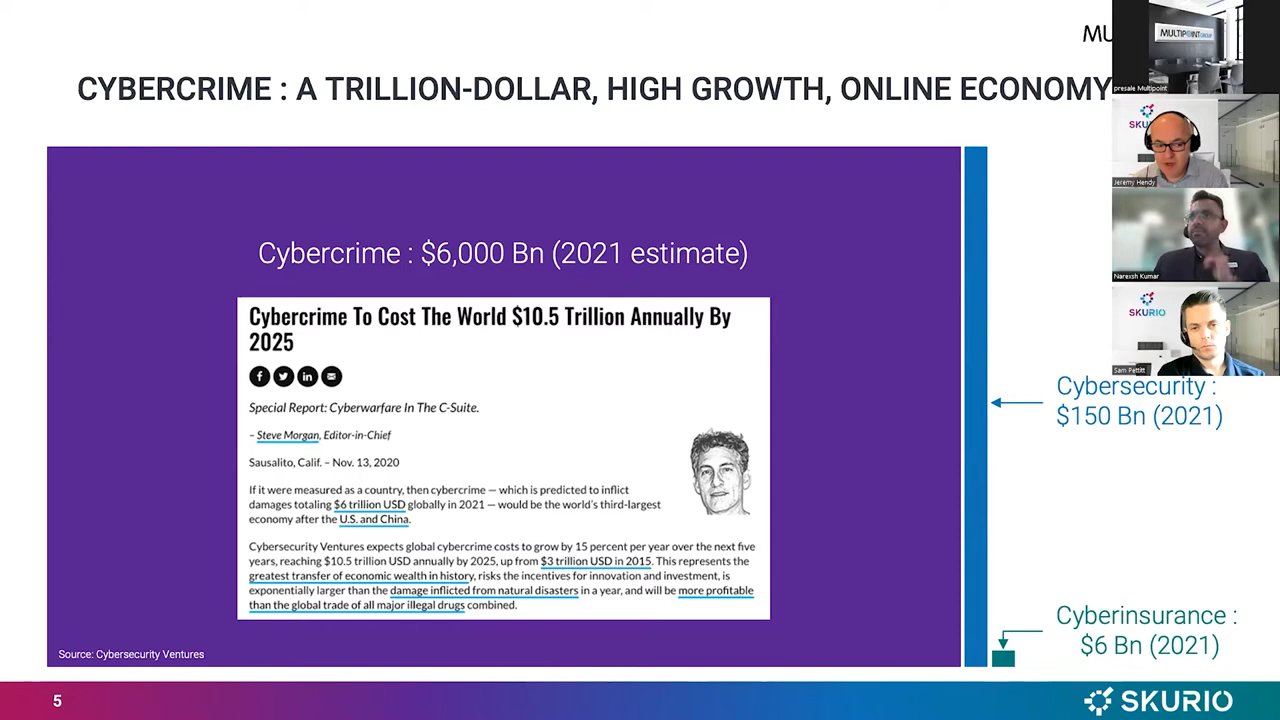 MU
CYBERCRIME : A TRILLION-DOLLAR, HIGH GROWTH, ONLINE ECONOMY
MULTIPOINT GROUP
presale Multipoint
SKURIO
Jeremy Hendy
Narexsh Kumar
SKURIO
Sam Pettitt
Cybercrime : $6,000 Bn (2021 estimate)
Cybercrime To Cost The World $10.5 Trillion Annually By
2025
Special Report: Cyberwarfare In The C-Suite.
– Steve Morgan, Editor-in-Chief
Sausalito, Calif. – Nov. 13, 2020
If it were measured as a country, then cybercrime — which is predicted to inflict
damages totaling $6 trillion USD globally in 2021 — would be the world's third-largest
economy after the U.S. and China.
Cybersecurity Ventures expects global cybercrime costs to grow by 15 percent per year over the next five
years, reaching $10.5 trillion USD annually by 2025, up from $3 trillion USD in 2015. This represents the
greatest transfer of economic wealth in history, risks the incentives for innovation and investment, is
exponentially larger than the damage inflicted from natural disasters in a year, and will be more profitable
than the global trade of all major illegal drugs combined.
Source: Cybersecurity Ventures
Cybersecurity :
$150 Bn (2021)
Cyberinsurance :
$6 Bn (2021)
5
SKURIO